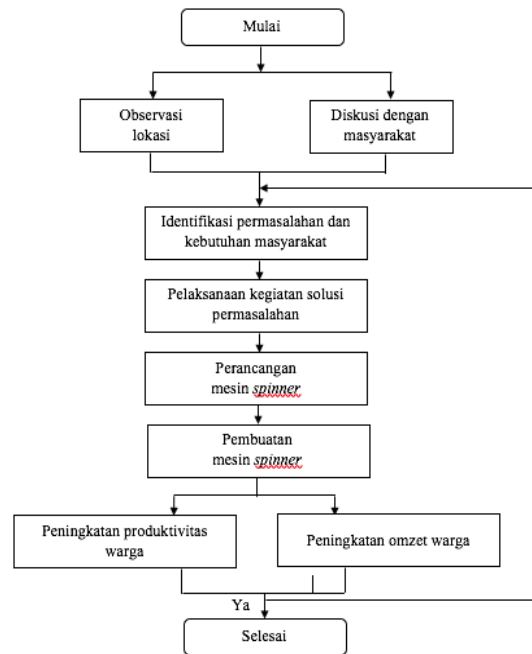 Mulai
Observasi
lokasi
Diskusi dengan
masyarakat
Identifikasi permasalahan dan
kebutuhan masyarakat
Pelaksanaan kegiatan solusi
permasalahan
Perancangan
mesin spinner
Pembuatan
mesin spinner
Peningkatan produktivitas
warga
Peningkatan omzet warga
Ya
Selesai